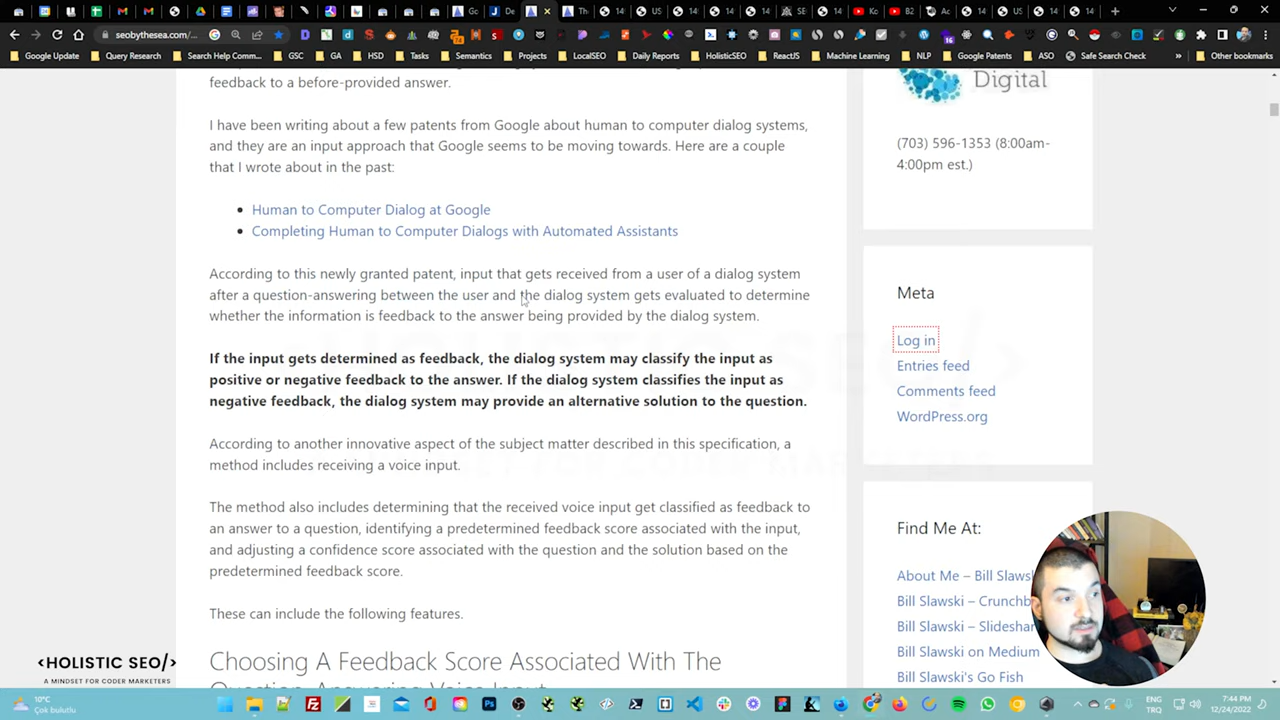 seobythesea.com/...
Google Update
Query Research
Search Help Comm...
GSC
GA
HSD
Tasks
Semantics
Projects
LocalSEO
Daily Reports
HolisticSEO
ReactJS
Machine Learning
NLP
Google Patents
ASO
Safe Search Check
Other bookmarks
feedback to a before-provided answer.
I have been writing about a few patents from Google about human to computer dialog systems,
and they are an input approach that Google seems to be moving towards. Here are a couple
that I wrote about in the past:
Human to Computer Dialog at Google
Completing Human to Computer Dialogs with Automated Assistants
According to this newly granted patent, input that gets received from a user of a dialog system
after a question-answering between the user and the dialog system gets evaluated to determine
whether the information is feedback to the answer being provided by the dialog system.
If the input gets determined as feedback, the dialog system may classify the input as
positive or negative feedback to the answer. If the dialog system classifies the input as
negative feedback, the dialog system may provide an alternative solution to the question.
According to another innovative aspect of the subject matter described in this specification, a
method includes receiving a voice input.
The method also includes determining that the received voice input get classified as feedback to
an answer to a question, identifying a predetermined feedback score associated with the input,
and adjusting a confidence score associated with the question and the solution based on the
predetermined feedback score.
These can include the following features.
Choosing A Feedback Score Associated With The
Question-Answering Voice Input
Digital
(703) 596-1353 (8:00am-
4:00pm est.)
Meta
Log in
Entries feed
Comments feed
WordPress.org
Find Me At:
About Me – Bill Slaws
Bill Slawski – Crunchb
Bill Slawski – Slideshar
Bill Slawski on Medium
Bill Slawski's Go Fish
<HOLISTIC SEO/>
A MINDSET FOR CODER MARKETERS
10°C
Çok bulutlu
ENG
TRQ
7:44 PM
12/24/2022